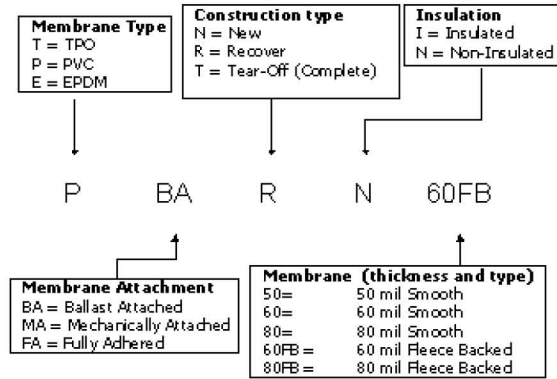 Membrane Type
T = TPO
P = PVC
E = EPDM
Construction type
N = New
R = Recover
T = Tear-Off (Complete)
Insulation
I = Insulated
N = Non-Insulated
P BA R N 60FB
Membrane Attachment
BA = Ballast Attached
MA = Mechanically Attached
FA = Fully Adhered
Membrane (thickness and type)
50= 50 mil Smooth
60= 60 mil Smooth
80= 80 mil Smooth
60FB = 60 mil Fleece Backed
80FB = 80 mil Fleece Backed